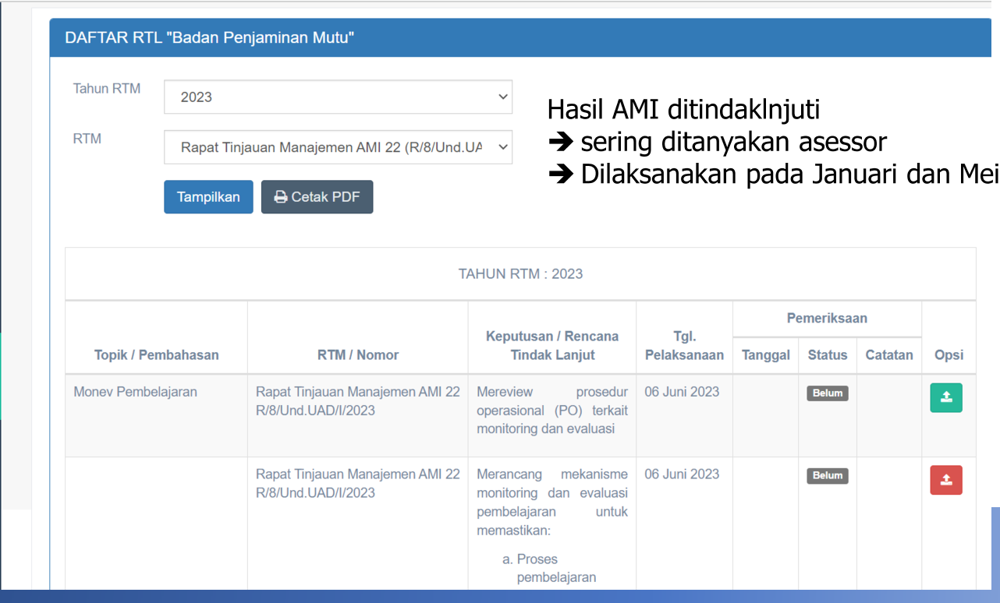 DAFTAR RTL "Badan Penjaminan Mutu"
Tahun RTM
2023
RTM
Rapat Tinjauan Manajemen AMI 22 (R/8/Und.UA
Tampilkan
Cetak PDF
Hasil AMI ditindaklnjuti
➔ sering ditanyakan asessor
➔ Dilaksanakan pada Januari dan Mei
TAHUN RTM : 2023
Topik / Pembahasan
RTM / Nomor
Keputusan / Rencana
Tindak Lanjut
Tgl.
Pelaksanaan
Pemeriksaan
Tanggal
Status
Catatan
Opsi
Monev Pembelajaran
Rapat Tinjauan Manajemen AMI 22
R/8/Und.UAD/I/2023
Mereview prosedur
operasional (PO) terkait
monitoring dan evaluasi
06 Juni 2023
Belum
Rapat Tinjauan Manajemen AMI 22
R/8/Und.UAD/I/2023
Merancang mekanisme
monitoring dan evaluasi
pembelajaran untuk
memastikan:
a. Proses
pembelajaran
06 Juni 2023
Belum